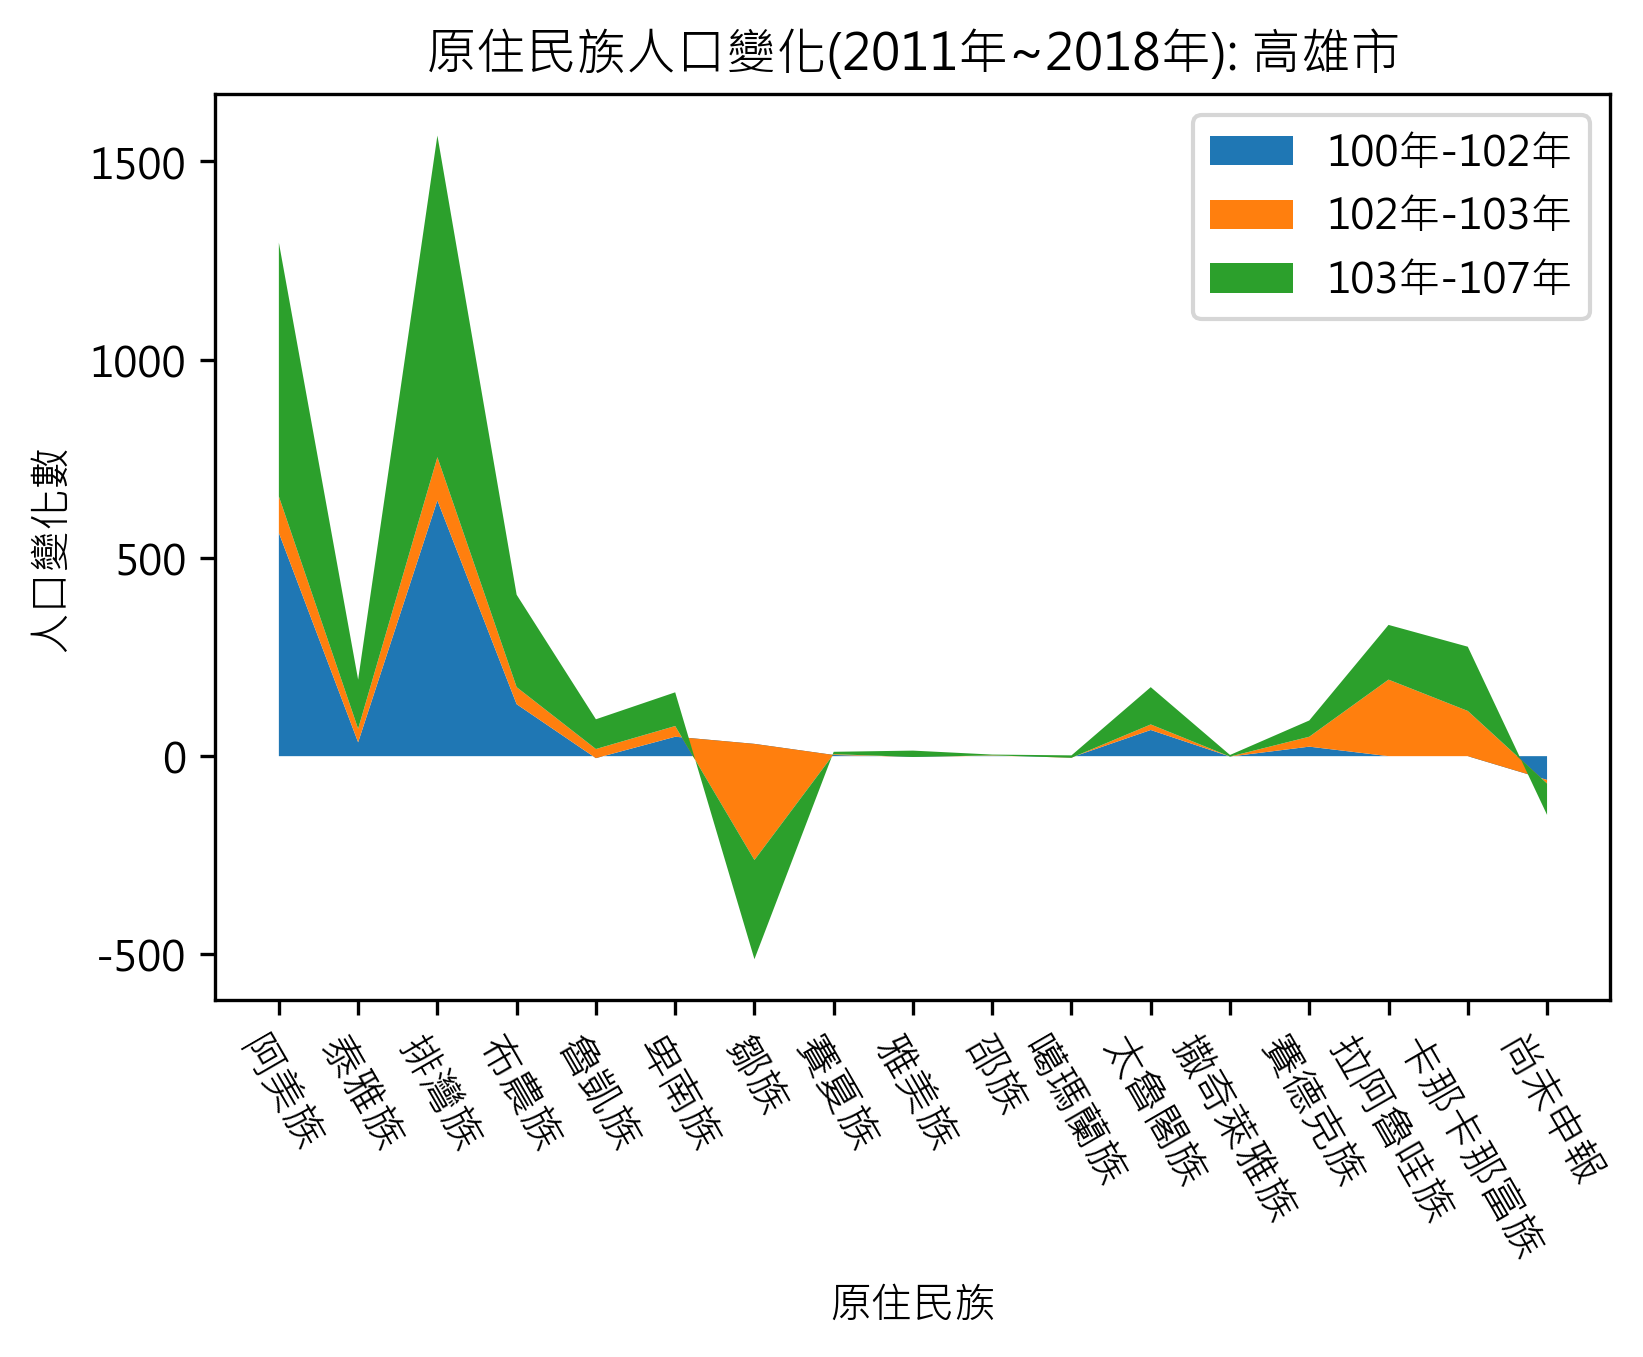 原住民族人口變化(2011年~2018年): 高雄市
100年-102年
102年-103年
103年-107年
1500
1000
500
0
-500
人口變化數
阿美族
泰雅族
排灣族
布農族
魯凱族
卑南族
鄒族
賽夏族
雅美族
邵族
噶瑪蘭族
太魯閣族
撒奇萊雅族
賽德克族
拉阿魯哇族
卡那卡那富族
尚未申報
原住民族